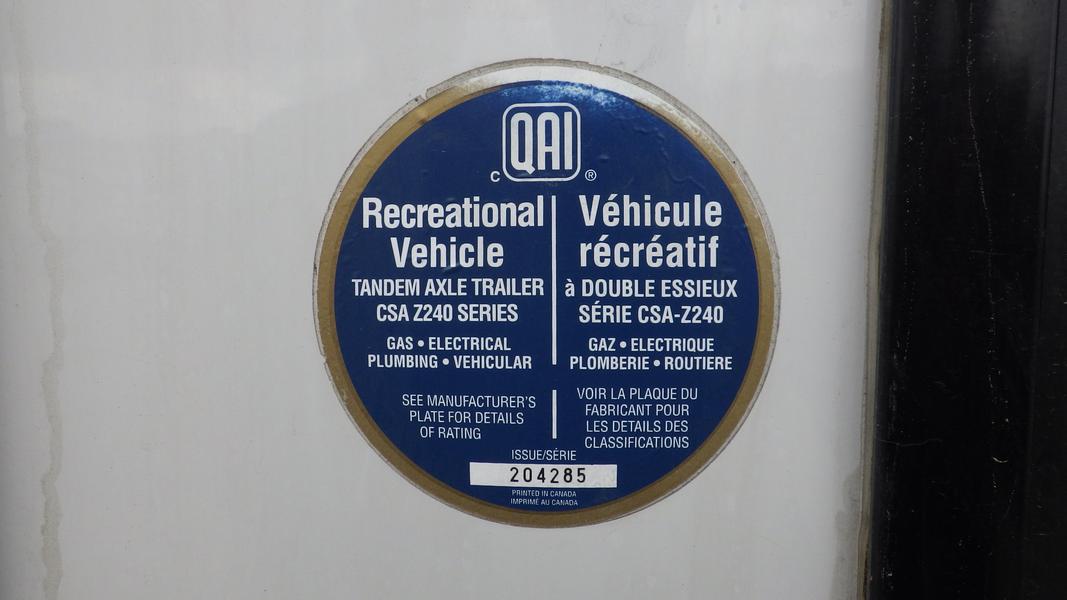 QAI
C ®
Recreational
Vehicle
TANDEM AXLE TRAILER
CSA Z240 SERIES
GAS • ELECTRICAL
PLUMBING • VEHICULAR
SEE MANUFACTURER'S
PLATE FOR DETAILS
OF RATING
Véhicule
récréatif
à DOUBLE ESSIEUX
SÉRIE CSA-Z240
GAZ • ELECTRIQUE
PLOMBERIE • ROUTIERE
VOIR LA PLAQUE DU
FABRICANT POUR
LES DETAILS DES
CLASSIFICATIONS
ISSUE/SÉRIE
204285
PRINTED IN CANADA
IMPRIMÉ AU CANADA